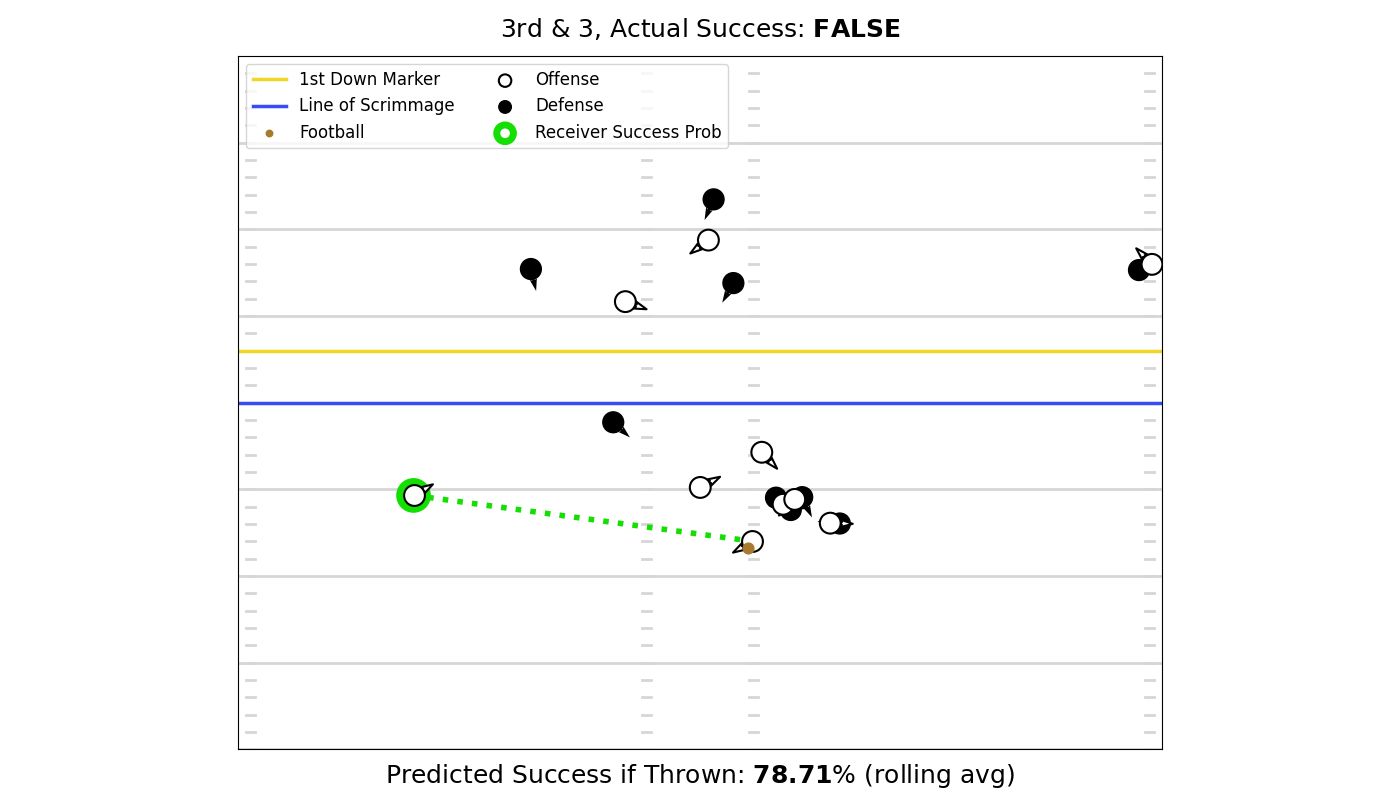 3rd & 3, Actual Success: FALSE
1st Down Marker
Line of Scrimmage
Football
Offense
Defense
Receiver Success Prob
Predicted Success if Thrown: 78.71% (rolling avg)